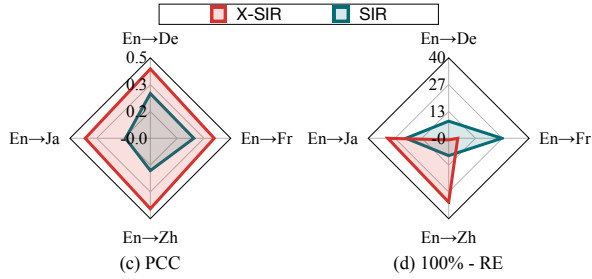 X-SIR SIR
En→De En→De
0.5 40
0.3 27
0.2 13
En→Ja -0.0 En→Fr En→Ja -0 En→Fr
En→Zh En→Zh
(c) PCC (d) 100% - RE